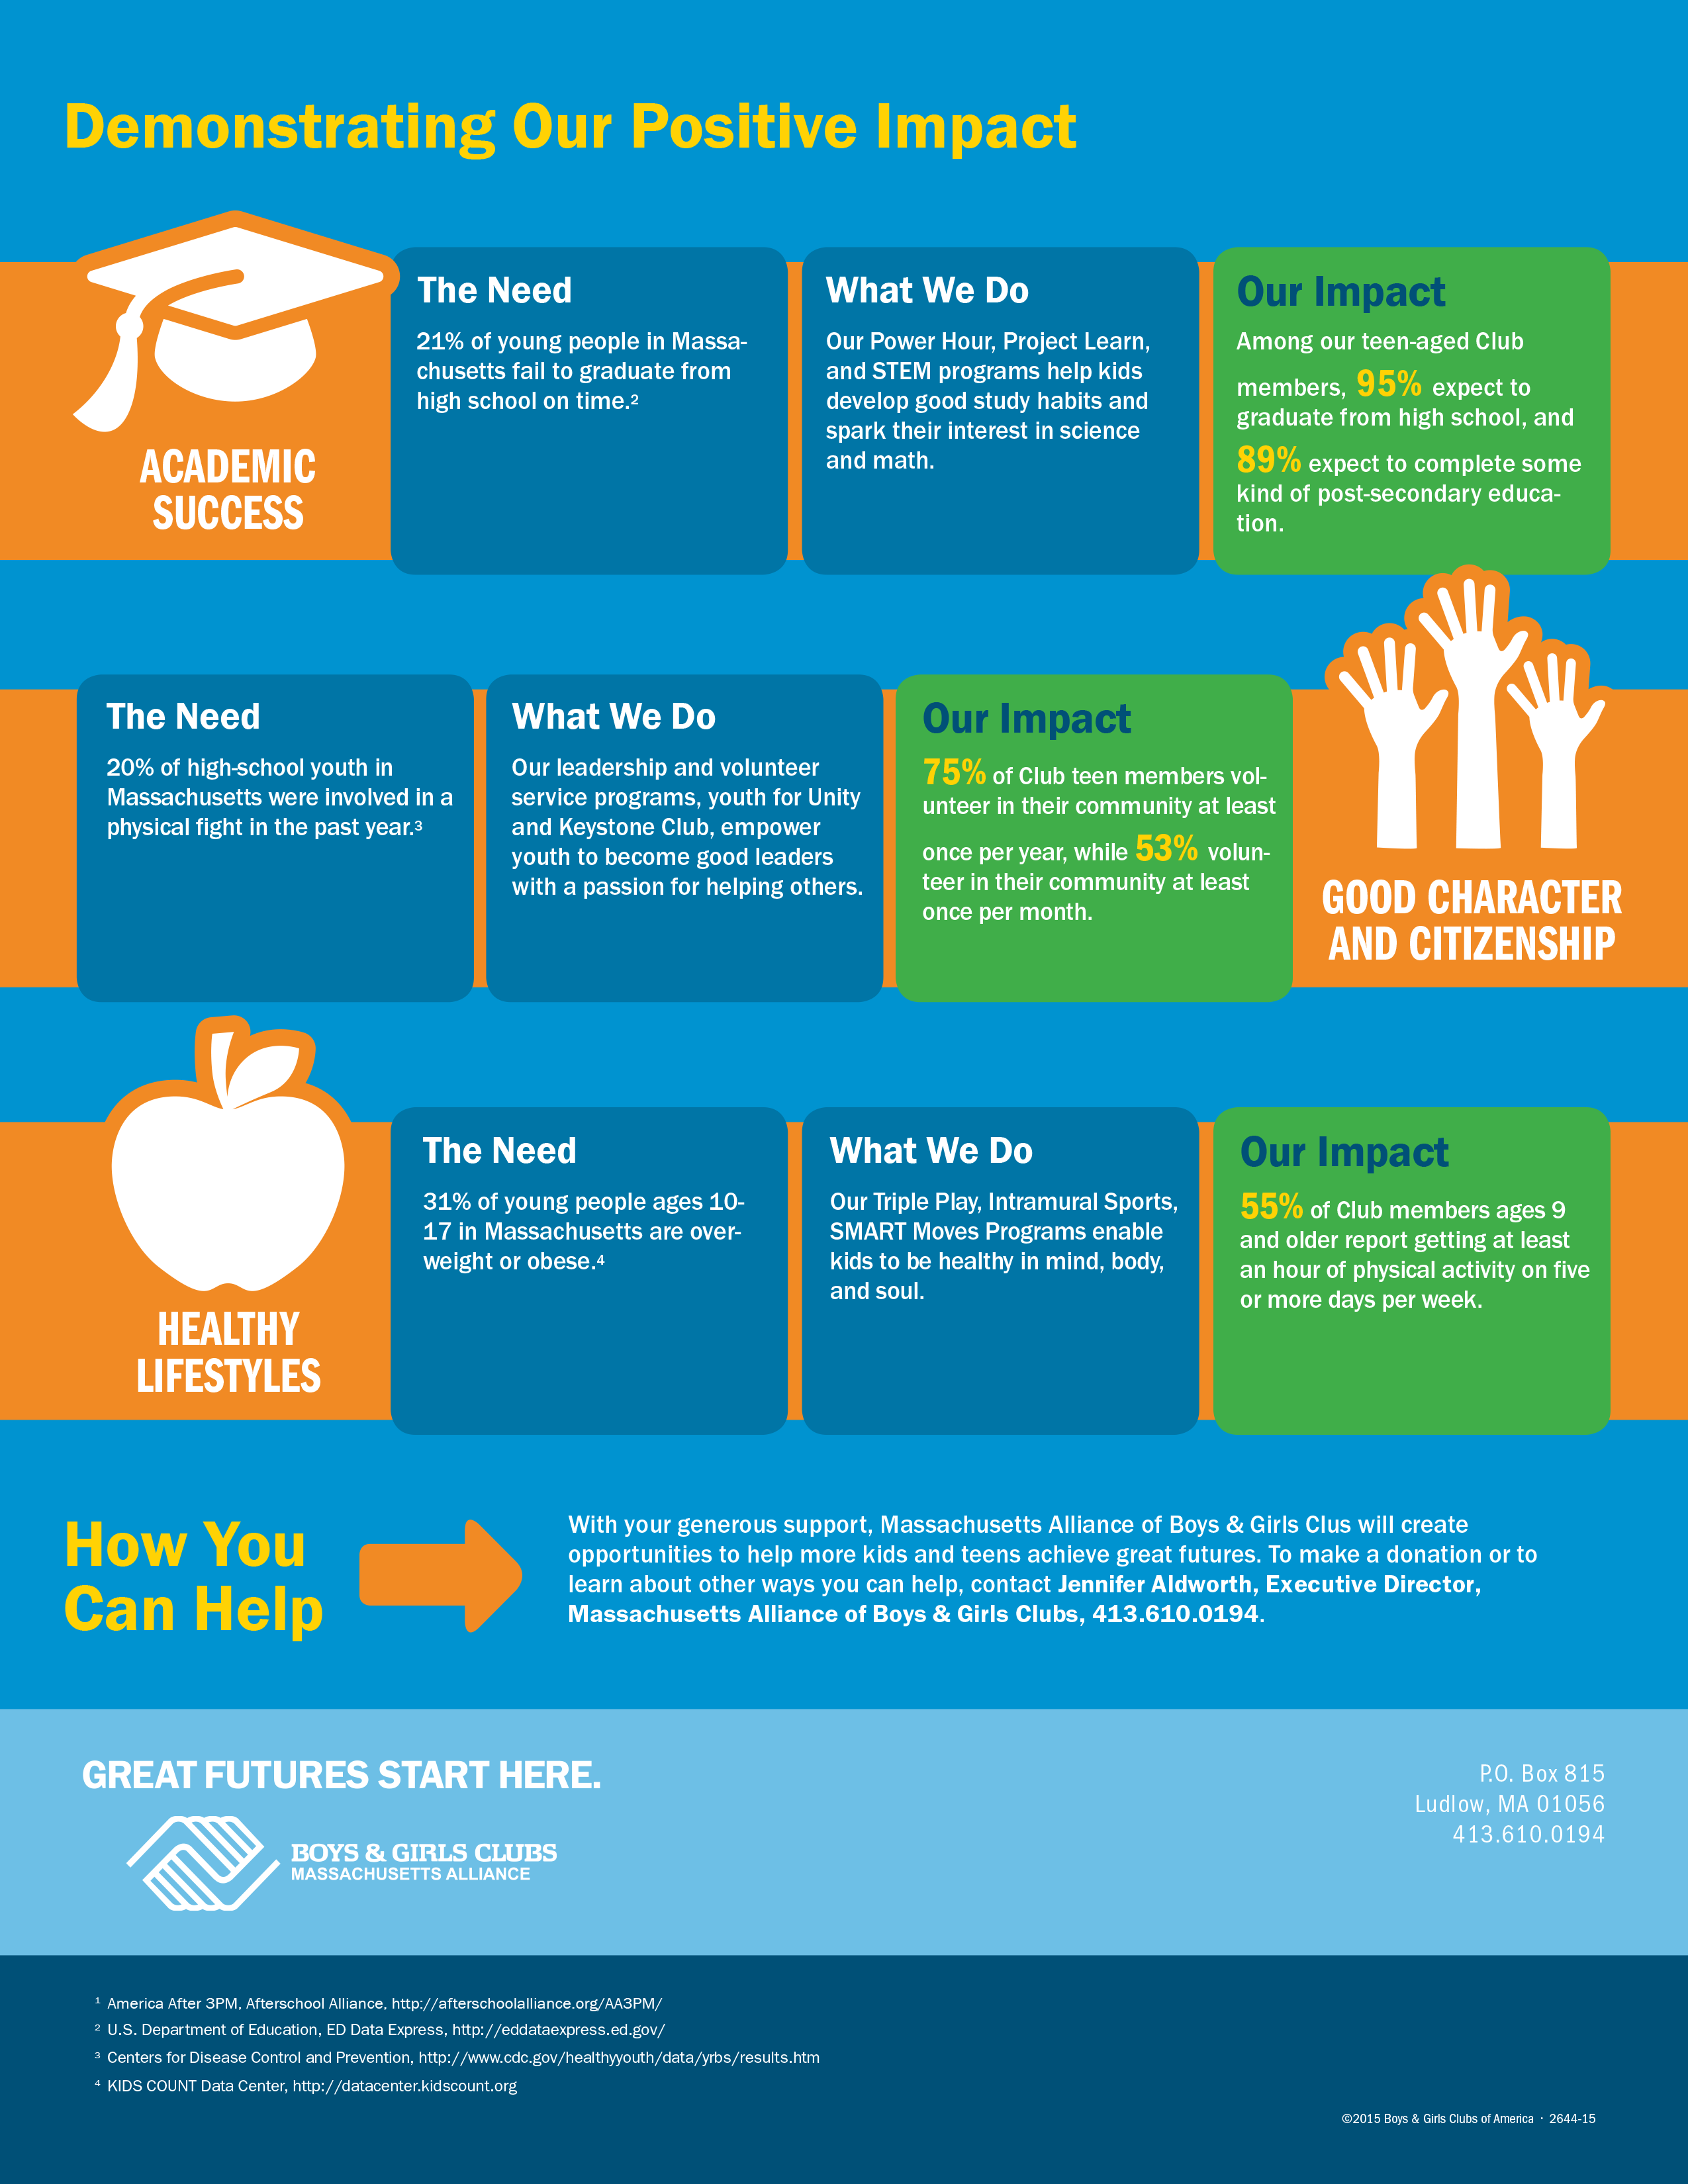 Demonstrating Our Positive Impact
ACADEMIC
SUCCESS
The Need
21% of young people in Massa-
chusetts fail to graduate from
high school on time.²
What We Do
Our Power Hour, Project Learn,
and STEM programs help kids
develop good study habits and
spark their interest in science
and math.
Our Impact
Among our teen-aged Club
members, 95% expect to
graduate from high school, and
89% expect to complete some
kind of post-secondary educa-
tion.
The Need
20% of high-school youth in
Massachusetts were involved in a
physical fight in the past year.³
What We Do
Our leadership and volunteer
service programs, youth for Unity
and Keystone Club, empower
youth to become good leaders
with a passion for helping others.
Our Impact
75% of Club teen members vol-
unteer in their community at least
once per year, while 53% volun-
teer in their community at least
once per month.
GOOD CHARACTER
AND CITIZENSHIP
HEALTHY
LIFESTYLES
The Need
31% of young people ages 10-
17 in Massachusetts are over-
weight or obese.⁴
What We Do
Our Triple Play, Intramural Sports,
SMART Moves Programs enable
kids to be healthy in mind, body,
and soul.
Our Impact
55% of Club members ages 9
and older report getting at least
an hour of physical activity on five
or more days per week.
How You
Can Help
With your generous support, Massachusetts Alliance of Boys & Girls Clus will create
opportunities to help more kids and teens achieve great futures. To make a donation or to
learn about other ways you can help, contact Jennifer Aldworth, Executive Director,
Massachusetts Alliance of Boys & Girls Clubs, 413.610.0194.
GREAT FUTURES START HERE.
BOYS & GIRLS CLUBS
MASSACHUSETTS ALLIANCE
P.O. Box 815
Ludlow, MA 01056
413.610.0194
¹ America After 3PM, Afterschool Alliance, http://afterschoolalliance.org/AA3PM/
² U.S. Department of Education, ED Data Express, http://eddataexpress.ed.gov/
³ Centers for Disease Control and Prevention, http://www.cdc.gov/healthyyouth/data/yrbs/results.htm
⁴ KIDS COUNT Data Center, http://datacenter.kidscount.org
©2015 Boys & Girls Clubs of America · 2644-15